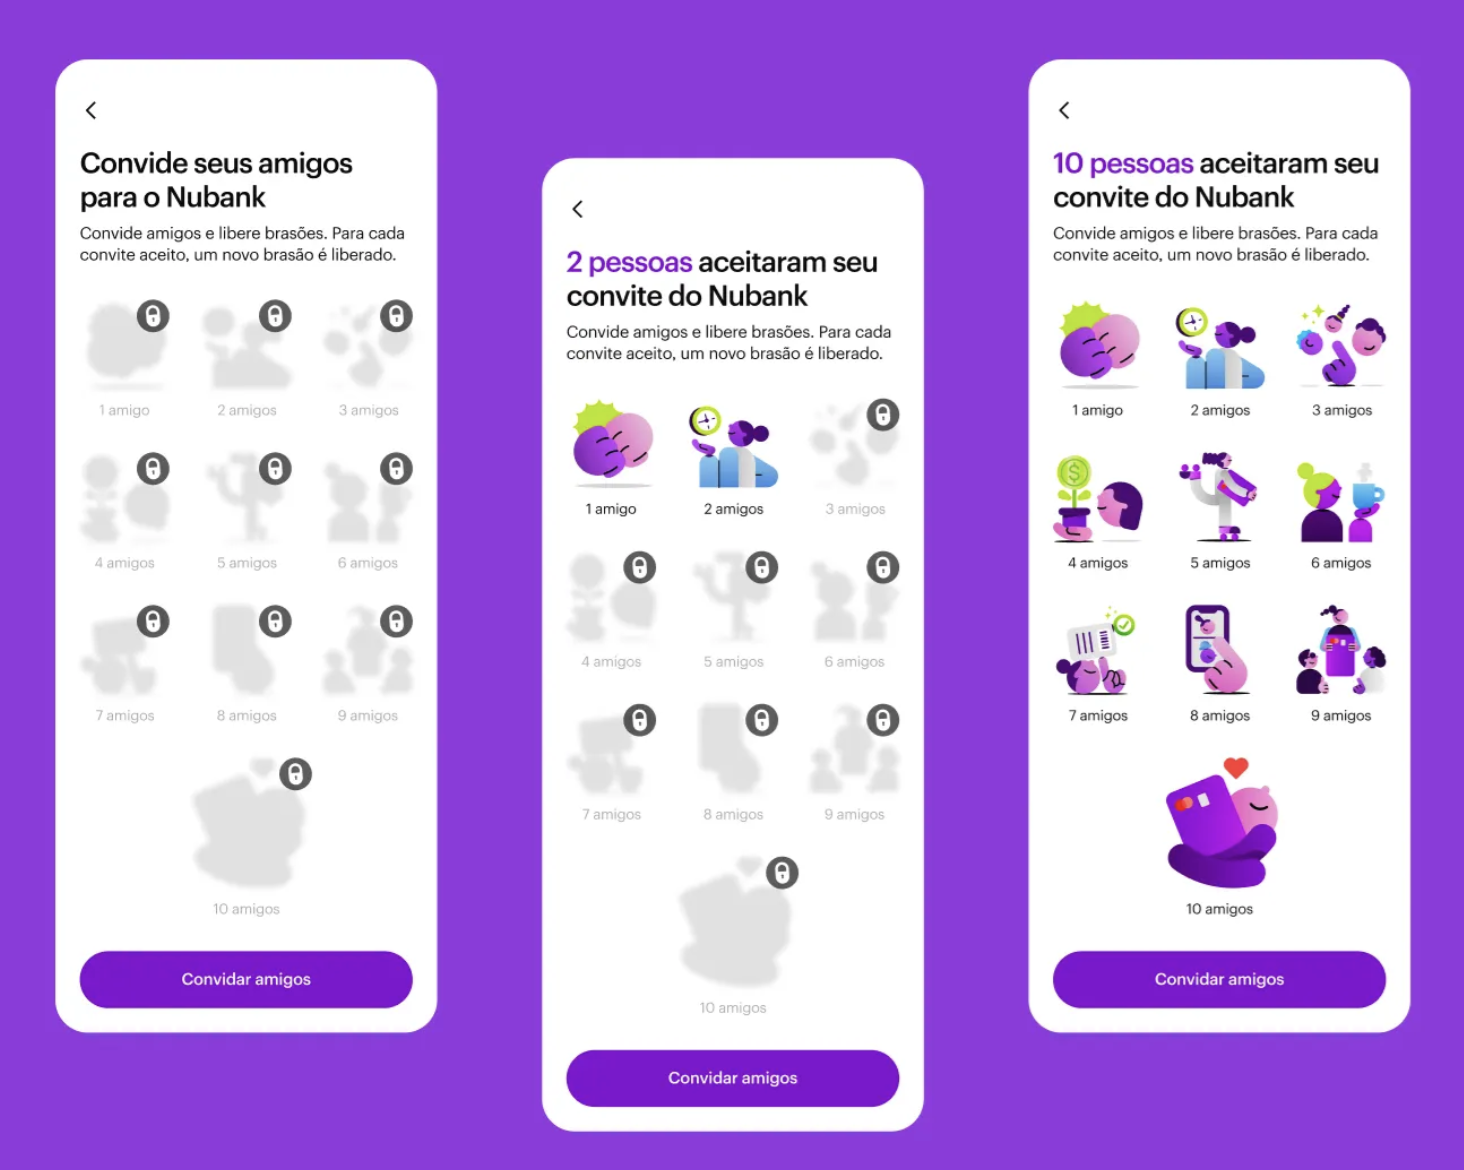 Convide seus amigos
para o Nubank
Convide amigos e libere brasões. Para cada
convite aceito, um novo brasão é liberado.
1 amigo
2 amigos
3 amigos
4 amigos
5 amigos
6 amigos
7 amigos
8 amigos
9 amigos
10 amigos
Convidar amigos
2 pessoas aceitaram seu
convite do Nubank
Convide amigos e libere brasões. Para cada
convite aceito, um novo brasão é liberado.
1 amigo
2 amigos
3 amigos
4 amigos
5 amigos
6 amigos
7 amigos
8 amigos
9 amigos
10 amigos
Convidar amigos
10 pessoas aceitaram seu
convite do Nubank
Convide amigos e libere brasões. Para cada
convite aceito, um novo brasão é liberado.
1 amigo
2 amigos
3 amigos
$
4 amigos
5 amigos
6 amigos
7 amigos
8 amigos
9 amigos
10 amigos
Convidar amigos